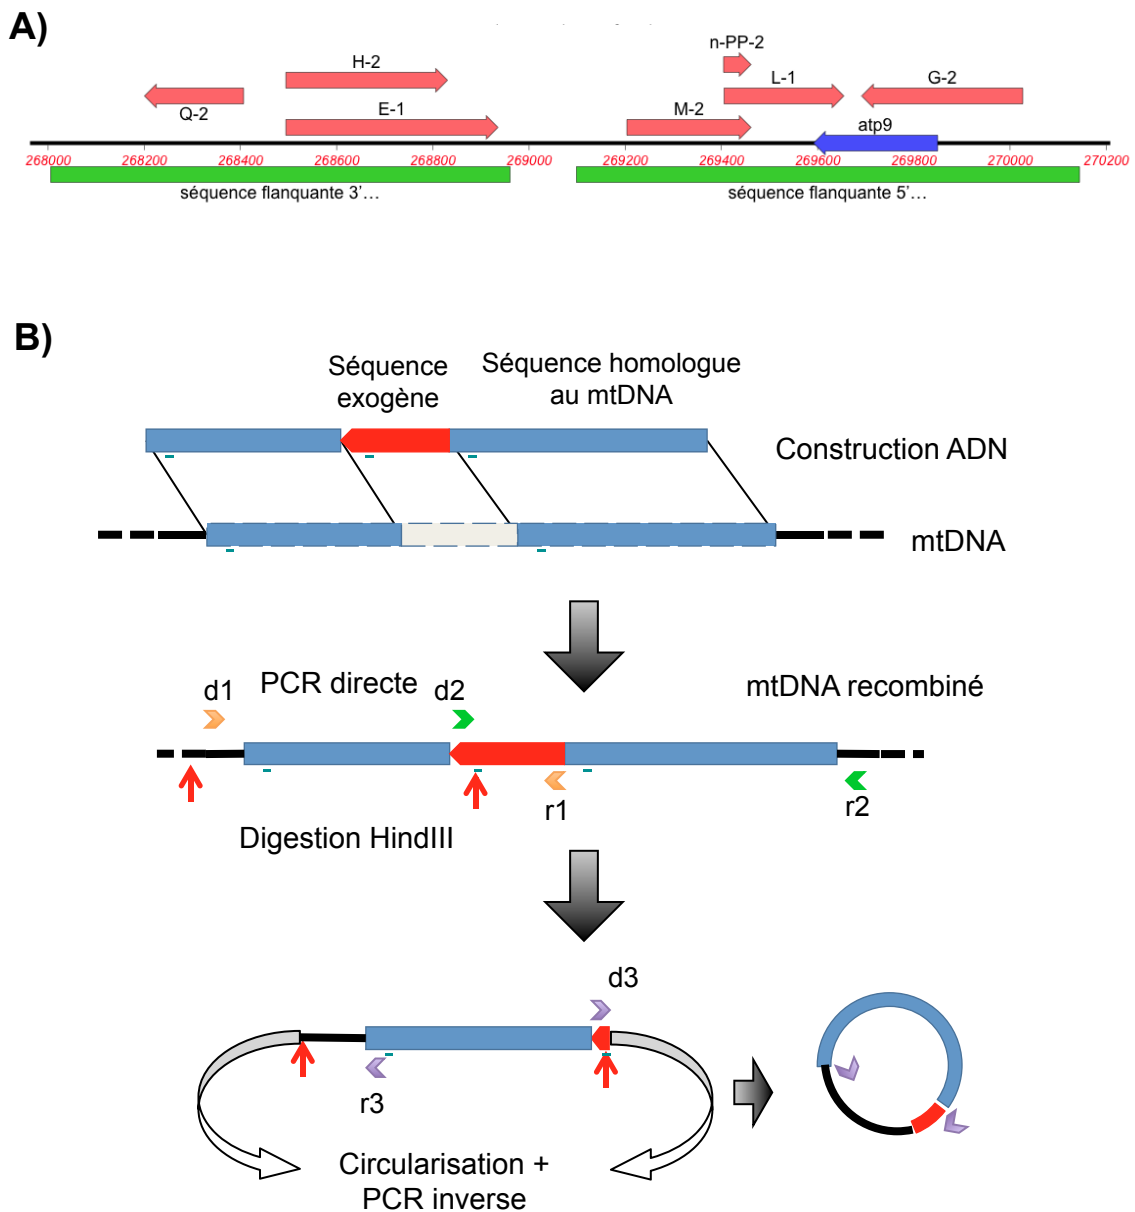 A)
n-PP-2
H-2
L-1
G-2
Q-2
E-1
M-2
atp9
268000 268200 268400 268600 268800 269000 269200 269400 269600 269800 270000 270200
séquence flanquante 3'…
séquence flanquante 5'…
B)
Séquence
exogène
Séquence homologue
au mtDNA
Construction ADN
mtDNA
d1
PCR directe
d2
mtDNA recombiné
r1
r2
Digestion HindIII
d3
r3
Circularisation +
PCR inverse